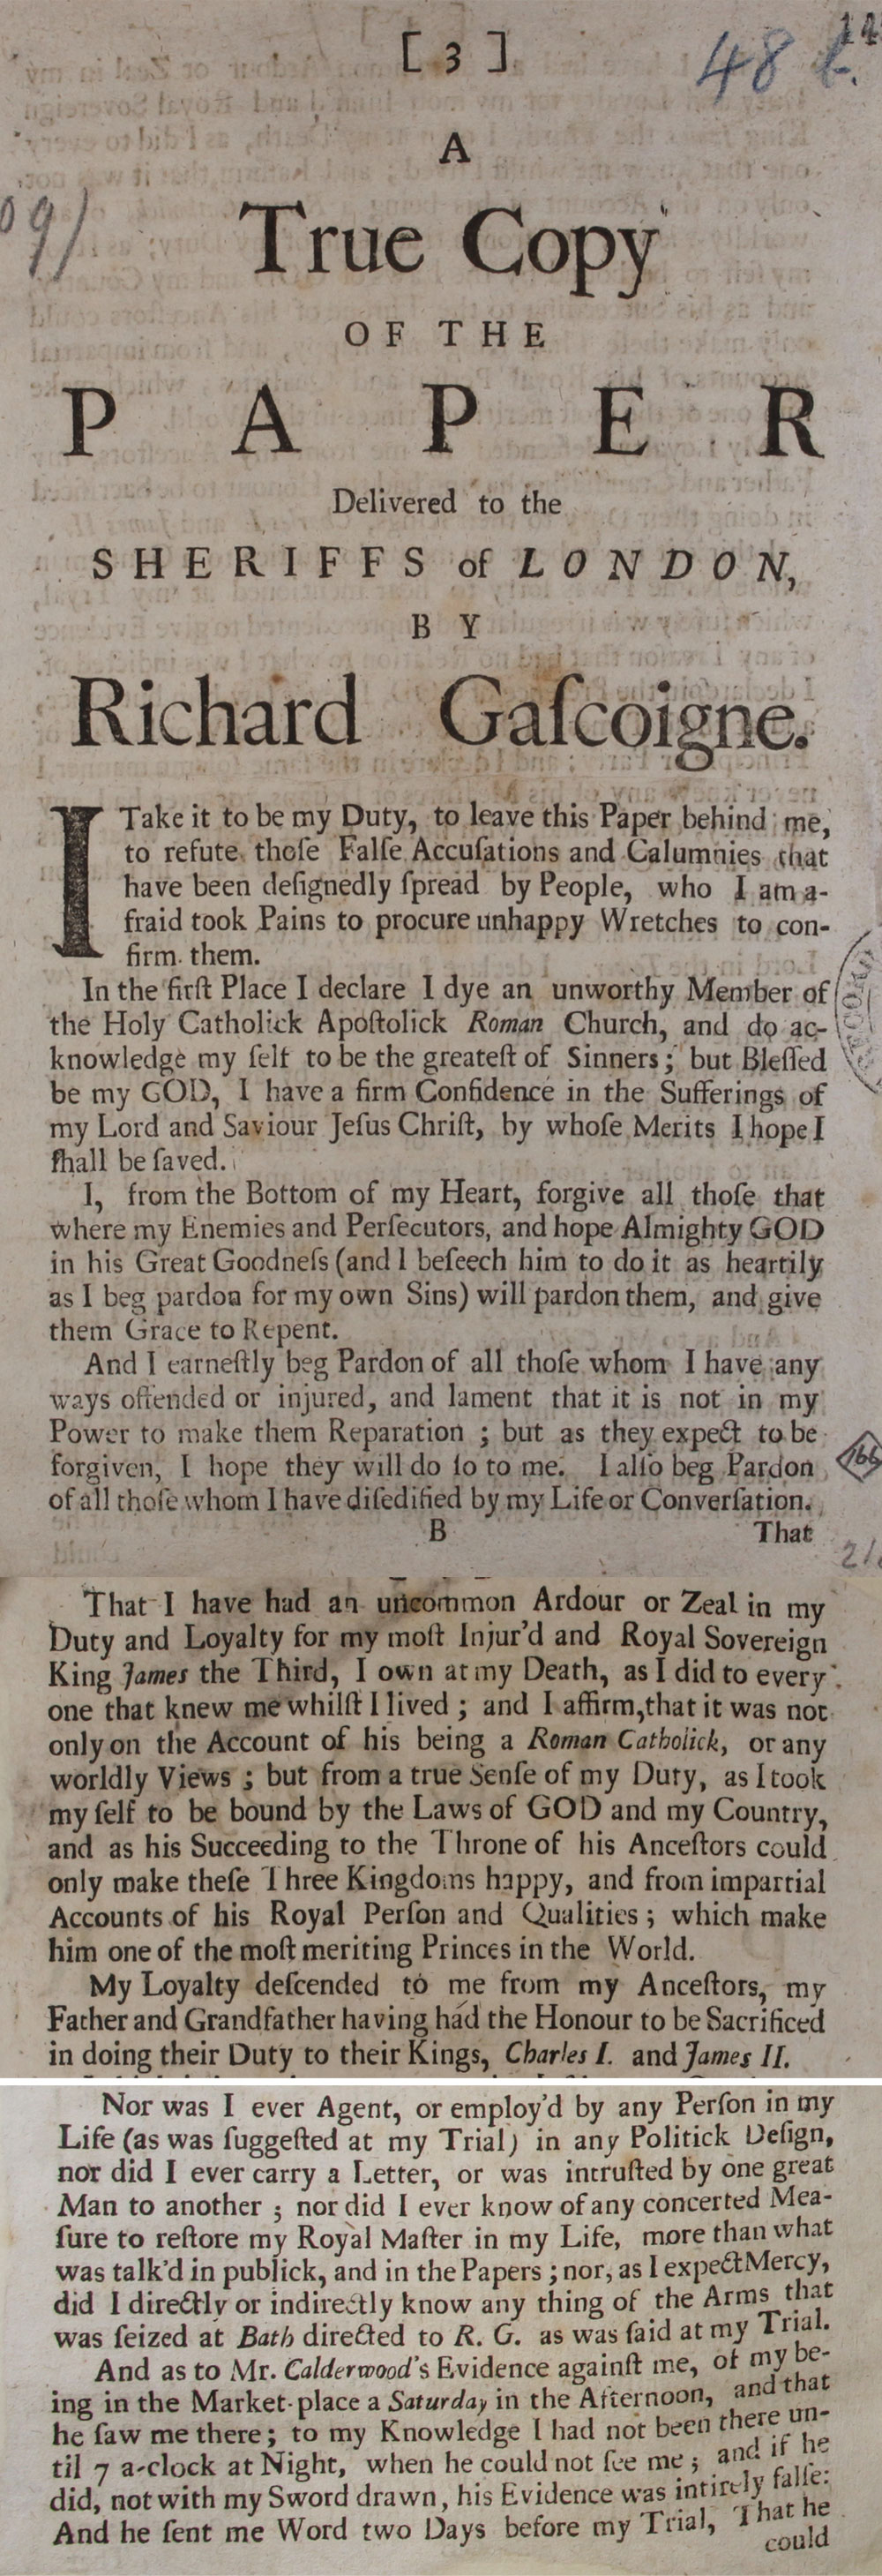 [ 3 ]
48 b.
14
09)
A
True Copy
OF THE
PAPER
Delivered to the
SHERIFFS of LONDON,
BY
Richard Gaſcoigne.
I Take it to be my Duty, to leave this Paper behind me,
to refute thoſe Falſe Accuſations and Calumnies that
have been deſignedly ſpread by People, who I am a-
fraid took Pains to procure unhappy Wretches to con-
firm them.
In the firſt Place I declare I dye an unworthy Member of
the Holy Catholick Apoſtolick Roman Church, and do ac-
knowledge my ſelf to be the greateſt of Sinners; but Bleſſed
be my GOD, I have a firm Confidence in the Sufferings of
my Lord and Saviour Jeſus Chriſt, by whoſe Merits I hope I
ſhall be ſaved.
I, from the Bottom of my Heart, forgive all thoſe that
where my Enemies and Perſecutors, and hope Almighty GOD
in his Great Goodneſs (and I beſeech him to do it as heartily
as I beg pardon for my own Sins) will pardon them, and give
them Grace to Repent.
And I earneſtly beg Pardon of all thoſe whom I have any
ways offended or injured, and lament that it is not in my
Power to make them Reparation ; but as they expect to be
forgiven, I hope they will do ſo to me. I alſo beg Pardon
of all thoſe whom I have diſedified by my Life or Converſation.
166
B That
That I have had an uncommon Ardour or Zeal in my
Duty and Loyalty for my moſt Injur'd and Royal Sovereign
King James the Third, I own at my Death, as I did to every
one that knew me whilſt I lived ; and I affirm, that it was not
only on the Account of his being a Roman Catholick, or any
worldly Views ; but from a true Senſe of my Duty, as I took
my ſelf to be bound by the Laws of GOD and my Country,
and as his Succeeding to the Throne of his Anceſtors could
only make theſe Three Kingdoms happy, and from impartial
Accounts of his Royal Perſon and Qualities ; which make
him one of the moſt meriting Princes in the World.
My Loyalty deſcended to me from my Anceſtors, my
Father and Grandfather having had the Honour to be Sacrificed
in doing their Duty to their Kings, Charles I. and James II.
Nor was I ever Agent, or employ'd by any Perſon in my
Life (as was ſuggeſted at my Trial) in any Politick Deſign,
nor did I ever carry a Letter, or was intruſted by one great
Man to another ; nor did I ever know of any concerted Mea-
ſure to reſtore my Royal Maſter in my Life, more than what
was talk'd in publick, and in the Papers ; nor, as I expect Mercy,
did I directly or indirectly know any thing of the Arms that
was ſeized at Bath directed to R. G. as was ſaid at my Trial.
And as to Mr. Calderwood's Evidence againſt me, of my be-
ing in the Market-place a Saturday in the Afternoon, and that
he ſaw me there; to my Knowledge I had not been there un-
til 7 a-clock at Night, when he could not ſee me ; and if he
did, not with my Sword drawn, his Evidence was intirely falſe:
And he ſent me Word two Days before my Trial, That he
could